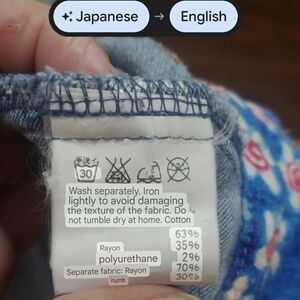 Japanese → English
30
Wash separately. Iron
lightly to avoid damaging
the texture of the fabric. Do
not tumble dry at home. Cotton
63%
Rayon 35%
polyurethane 2%
Separate fabric: Rayon 70%
numb 30%